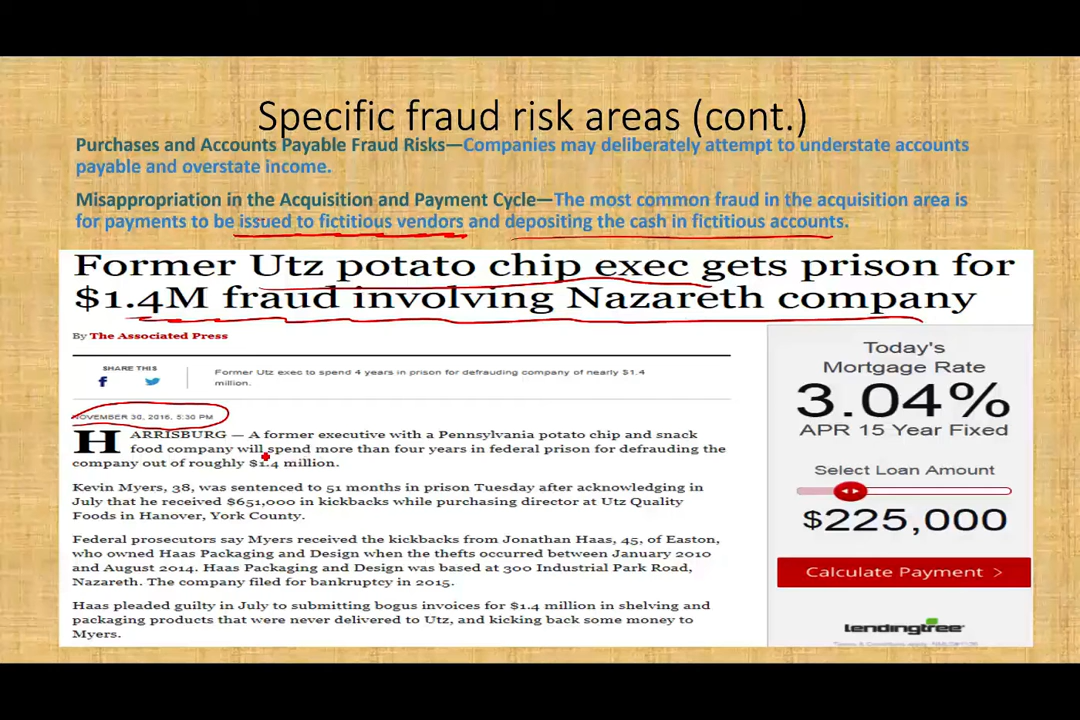 Specific fraud risk areas (cont.)
Purchases and Accounts Payable Fraud Risks—Companies may deliberately attempt to understate accounts
payable and overstate income.
Misappropriation in the Acquisition and Payment Cycle—The most common fraud in the acquisition area is
for payments to be issued to fictitious vendors and depositing the cash in fictitious accounts.
Former Utz potato chip exec gets prison for
$1.4M fraud involving Nazareth company
By The Associated Press
SHARE THIS
Former Utz exec to spend 4 years in prison for defrauding company of nearly $1.4
million.
NOVEMBER 30, 2016, 5:30 PM
HARRISBURG — A former executive with a Pennsylvania potato chip and snack
food company will spend more than four years in federal prison for defrauding the
company out of roughly $1.4 million.
Kevin Myers, 38, was sentenced to 51 months in prison Tuesday after acknowledging in
July that he received $651,000 in kickbacks while purchasing director at Utz Quality
Foods in Hanover, York County.
Federal prosecutors say Myers received the kickbacks from Jonathan Haas, 45, of Easton,
who owned Haas Packaging and Design when the thefts occurred between January 2010
and August 2014. Haas Packaging and Design was based at 300 Industrial Park Road,
Nazareth. The company filed for bankruptcy in 2015.
Haas pleaded guilty in July to submitting bogus invoices for $1.4 million in shelving and
packaging products that were never delivered to Utz, and kicking back some money to
Myers.
Today's
Mortgage Rate
3.04%
APR 15 Year Fixed
Select Loan Amount
$225,000
Calculate Payment >
lendingtree